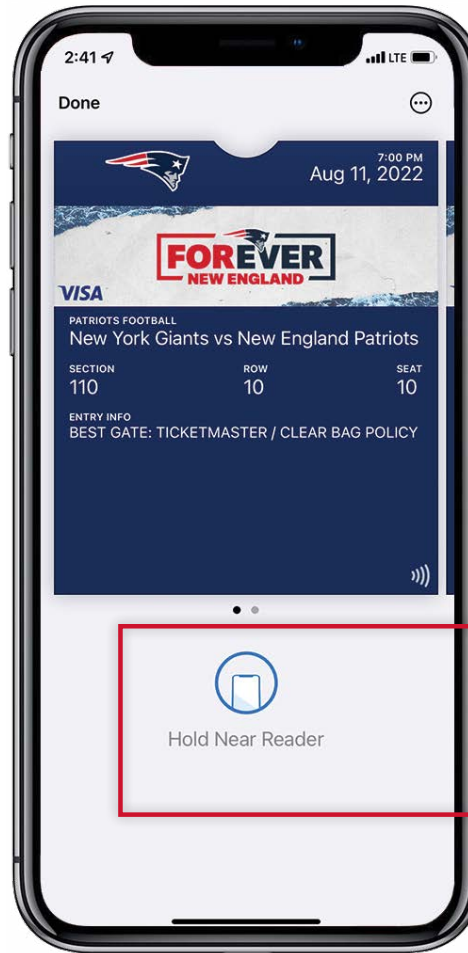 2:41 LTE
Done
7:00 PM
Aug 11, 2022
FOREVER
NEW ENGLAND
VISA
PATRIOTS FOOTBALL
New York Giants vs New England Patriots
SECTION ROW SEAT
110 10 10
ENTRY INFO
BEST GATE: TICKETMASTER / CLEAR BAG POLICY
Hold Near Reader